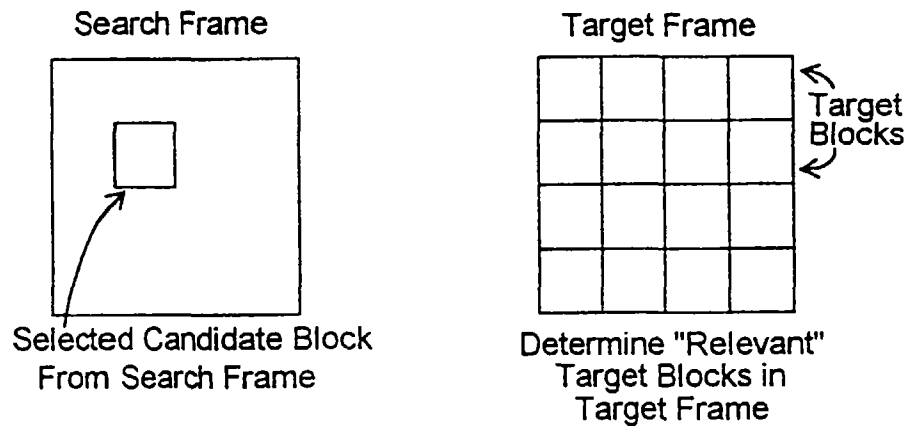 Search Frame
Target Frame
Target
Blocks
Selected Candidate Block
From Search Frame
Determine "Relevant"
Target Blocks in
Target Frame